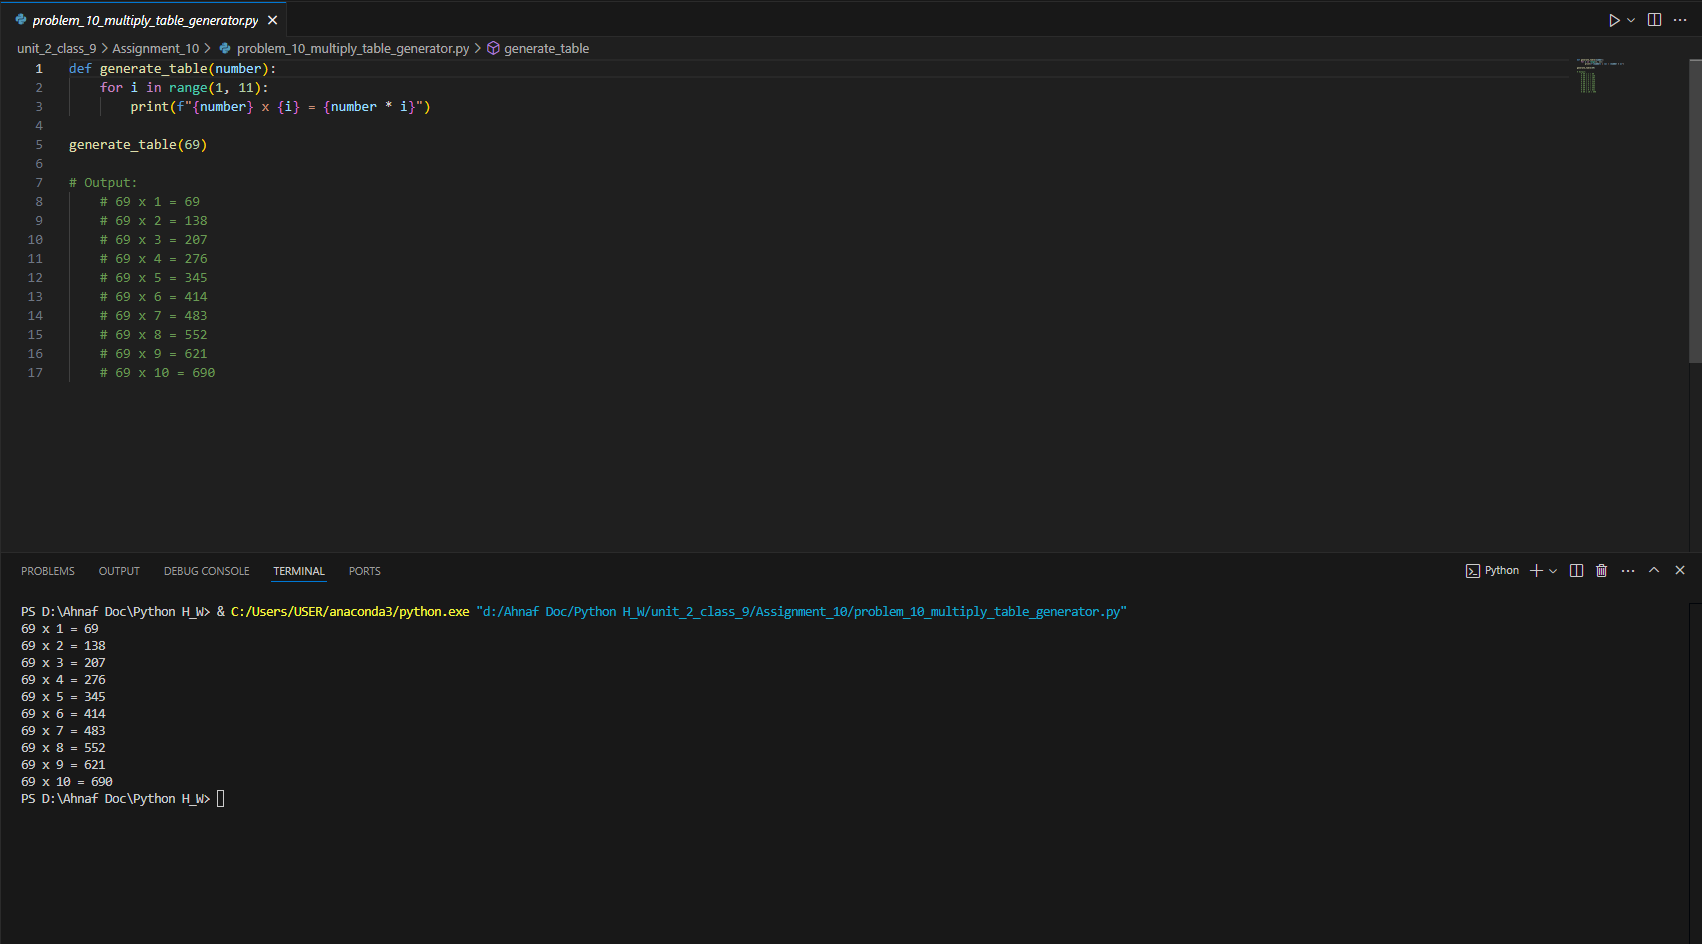 problem_10_multiply_table_generator.py
unit_2_class_9 > Assignment_10 > problem_10_multiply_table_generator.py > generate_table
1 def generate_table(number):
2     for i in range(1, 11):
3         print(f"{number} x {i} = {number * i}")
4
5 generate_table(69)
6
7 # Output:
8     # 69 x 1 = 69
9     # 69 x 2 = 138
10     # 69 x 3 = 207
11     # 69 x 4 = 276
12     # 69 x 5 = 345
13     # 69 x 6 = 414
14     # 69 x 7 = 483
15     # 69 x 8 = 552
16     # 69 x 9 = 621
17     # 69 x 10 = 690
PROBLEMS OUTPUT DEBUG CONSOLE TERMINAL PORTS Python
PS D:\Ahnaf Doc\Python H_W> & C:/Users/USER/anaconda3/python.exe "d:/Ahnaf Doc/Python H_W/unit_2_class_9/Assignment_10/problem_10_multiply_table_generator.py"
69 x 1 = 69
69 x 2 = 138
69 x 3 = 207
69 x 4 = 276
69 x 5 = 345
69 x 6 = 414
69 x 7 = 483
69 x 8 = 552
69 x 9 = 621
69 x 10 = 690
PS D:\Ahnaf Doc\Python H_W>